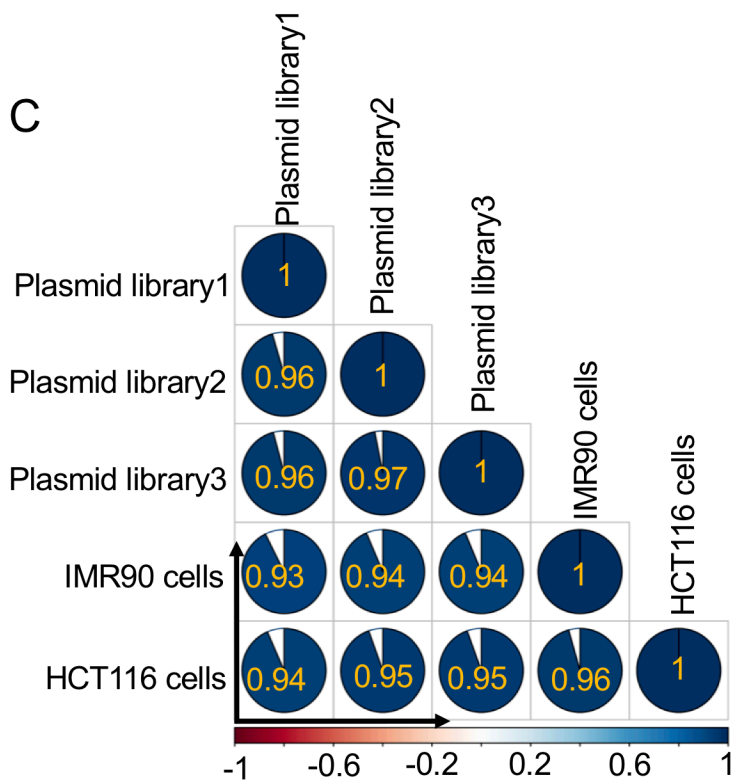 C
Plasmid library1
Plasmid library2
Plasmid library3
IMR90 cells
HCT116 cells
Plasmid library1 1
Plasmid library2 0.96 1
Plasmid library3 0.96 0.97 1
IMR90 cells 0.93 0.94 0.94 1
HCT116 cells 0.94 0.95 0.95 0.96 1
-1 -0.6 -0.2 0.2 0.6 1